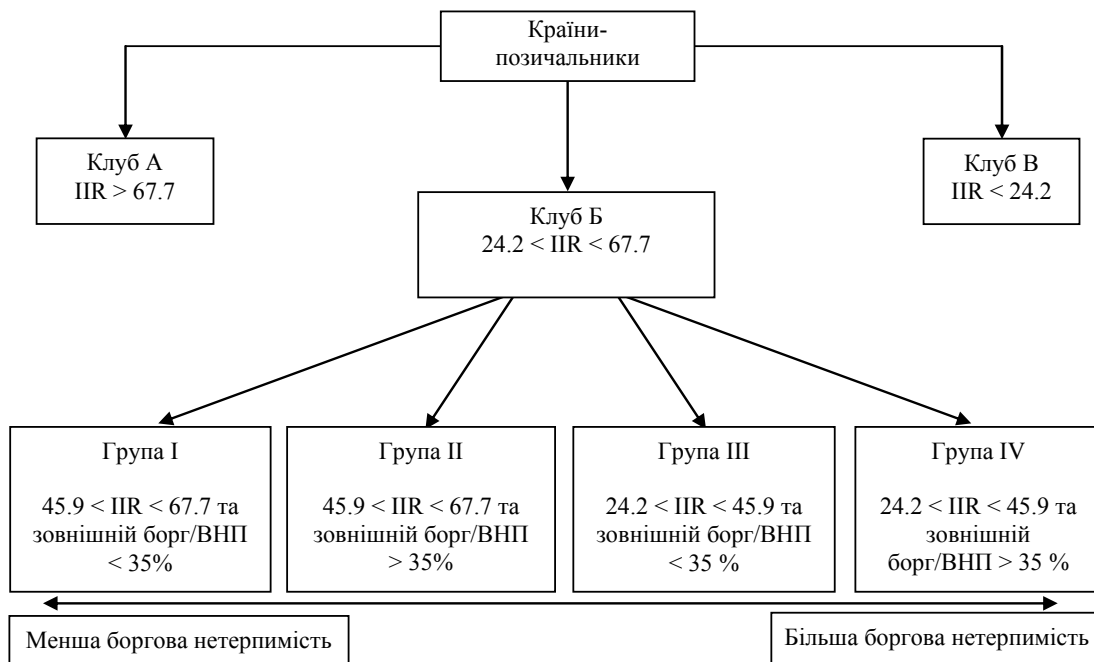 Країни-
позичальники
Клуб А
IIR > 67.7
Клуб В
IIR < 24.2
Клуб Б
24.2 < IIR < 67.7
Група I
45.9 < IIR < 67.7 та
зовнішній борг/ВНП
< 35%
Група II
45.9 < IIR < 67.7 та
зовнішній борг/ВНП
> 35%
Група III
24.2 < IIR < 45.9 та
зовнішній борг/ВНП
< 35 %
Група IV
24.2 < IIR < 45.9 та
зовнішній
борг/ВНП > 35 %
Менша боргова нетерпимість
Більша боргова нетерпимість